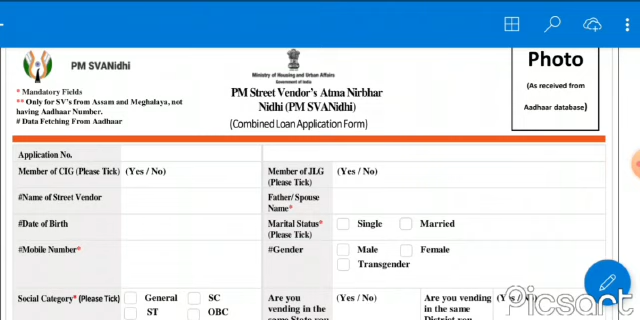 PM SVANidhi
Ministry of Housing and Urban Affairs
Government of India
* Mandatory Fields
** Only for SV's from Assam and Meghalaya, not
having Aadhaar Number.
# Data Fetching From Aadhaar
PM Street Vendor's Atma Nirbhar
Nidhi (PM SVANidhi)
(Combined Loan Application Form)
Photo
(As received from
Aadhaar database)
Application No.
Member of CIG (Please Tick) (Yes / No) Member of JLG (Yes / No)
(Please Tick)
#Name of Street Vendor Father/ Spouse
Name*
#Date of Birth Marital Status* Single Married
(Please Tick)
#Mobile Number* #Gender Male Female
Transgender
Social Category* (Please Tick) General SC Are you (Yes / No) Are you vending (Yes / No)
ST OBC vending in the in the same
same State you District you
Picsart